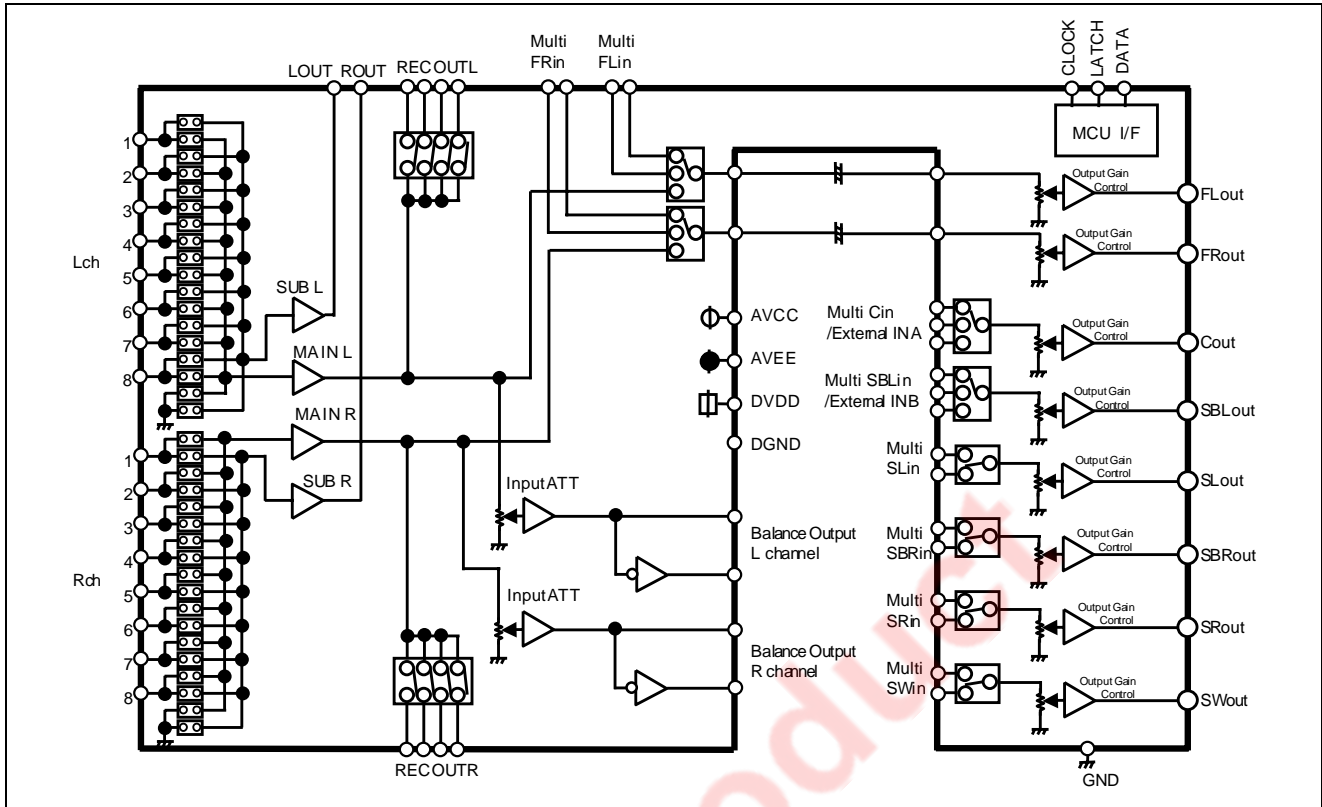 Multi
FRin
Multi
FLin
CLOCK
LATCH
DATA
LOUT ROUT
RECOUTL
MCU I/F
Lch
1
2
3
4
5
6
7
8
SUB L
MAIN L
MAIN R
SUB R
Rch
1
2
3
4
5
6
7
8
Input ATT
Input ATT
RECOUTR
AVCC
AVEE
DVDD
DGND
Balance Output
L channel
Balance Output
R channel
Multi Cin
/External INA
Multi SBLin
/External INB
Multi
SLin
Multi
SBRin
Multi
SRin
Multi
SWin
Output Gain
Control
FLout
Output Gain
Control
FRout
Output Gain
Control
Cout
Output Gain
Control
SBLout
Output Gain
Control
SLout
Output Gain
Control
SBRout
Output Gain
Control
SRout
Output Gain
Control
SWout
GND